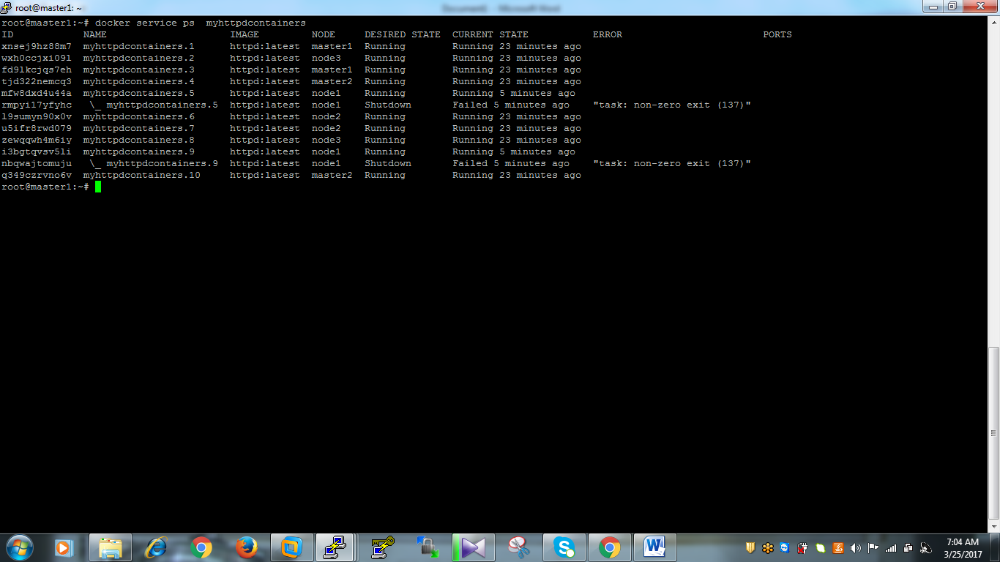 root@master1: ~
root@master1:~# docker service ps  myhttpdcontainers
ID            NAME                     IMAGE         NODE     DESIRED STATE  CURRENT STATE           ERROR                        PORTS
xnsej9hz88m7  myhttpdcontainers.1      httpd:latest  master1  Running        Running 23 minutes ago
wxh0ccjxi09l  myhttpdcontainers.2      httpd:latest  node3    Running        Running 23 minutes ago
fd9lkcjqs7eh  myhttpdcontainers.3      httpd:latest  master1  Running        Running 23 minutes ago
tjd322nemcq3  myhttpdcontainers.4      httpd:latest  master2  Running        Running 23 minutes ago
mfw8dxd4u44a  myhttpdcontainers.5      httpd:latest  node1    Running        Running 5 minutes ago
rmpyi17yfyhc   \_ myhttpdcontainers.5  httpd:latest  node1    Shutdown       Failed 5 minutes ago    "task: non-zero exit (137)"
l9sumyn90x0v  myhttpdcontainers.6      httpd:latest  node2    Running        Running 23 minutes ago
u5ifr8rwd079  myhttpdcontainers.7      httpd:latest  node2    Running        Running 23 minutes ago
zewqqwh4m6iy  myhttpdcontainers.8      httpd:latest  node3    Running        Running 23 minutes ago
i3bgtqvsv5li  myhttpdcontainers.9      httpd:latest  node1    Running        Running 5 minutes ago
nbqwajtomuju   \_ myhttpdcontainers.9  httpd:latest  node1    Shutdown       Failed 5 minutes ago    "task: non-zero exit (137)"
q349czrvno6v  myhttpdcontainers.10     httpd:latest  master2  Running        Running 23 minutes ago
root@master1:~#
7:04 AM
3/25/2017